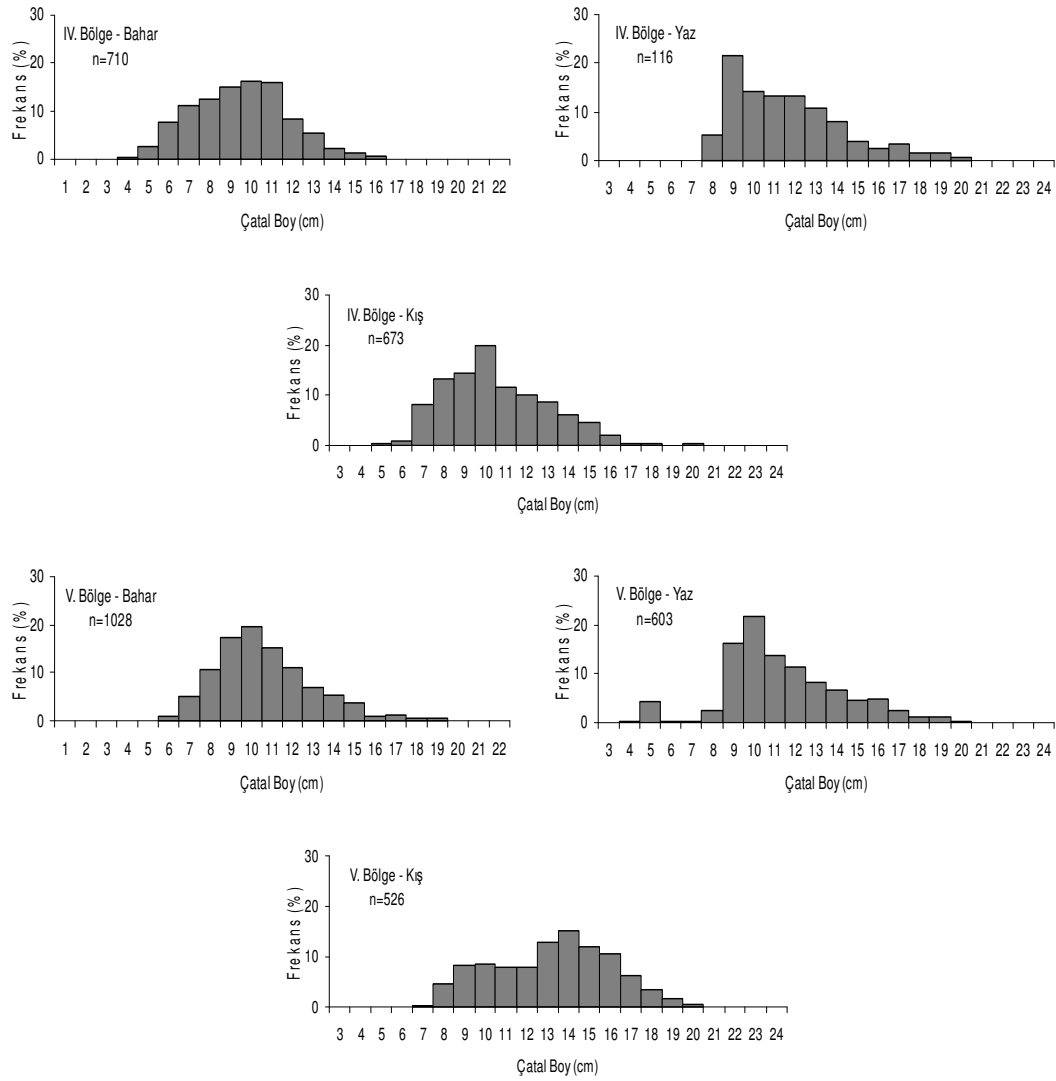 IV. Bölge - Bahar
n=710
Frekans (%)
30
20
10
0
1 2 3 4 5 6 7 8 9 10 11 12 13 14 15 16 17 18 19 20 21 22
Çatal Boy (cm)
IV. Bölge - Yaz
n=116
Frekans (%)
30
20
10
0
3 4 5 6 7 8 9 10 11 12 13 14 15 16 17 18 19 20 21 22 23 24
Çatal Boy (cm)
IV. Bölge - Kış
n=673
Frekans (%)
30
20
10
0
3 4 5 6 7 8 9 10 11 12 13 14 15 16 17 18 19 20 21 22 23 24
Çatal Boy (cm)
V. Bölge - Bahar
n=1028
Frekans (%)
30
20
10
0
1 2 3 4 5 6 7 8 9 10 11 12 13 14 15 16 17 18 19 20 21 22
Çatal Boy (cm)
V. Bölge - Yaz
n=603
Frekans (%)
30
20
10
0
3 4 5 6 7 8 9 10 11 12 13 14 15 16 17 18 19 20 21 22 23 24
Çatal Boy (cm)
V. Bölge - Kış
n=526
Frekans (%)
30
20
10
0
3 4 5 6 7 8 9 10 11 12 13 14 15 16 17 18 19 20 21 22 23 24
Çatal Boy (cm)